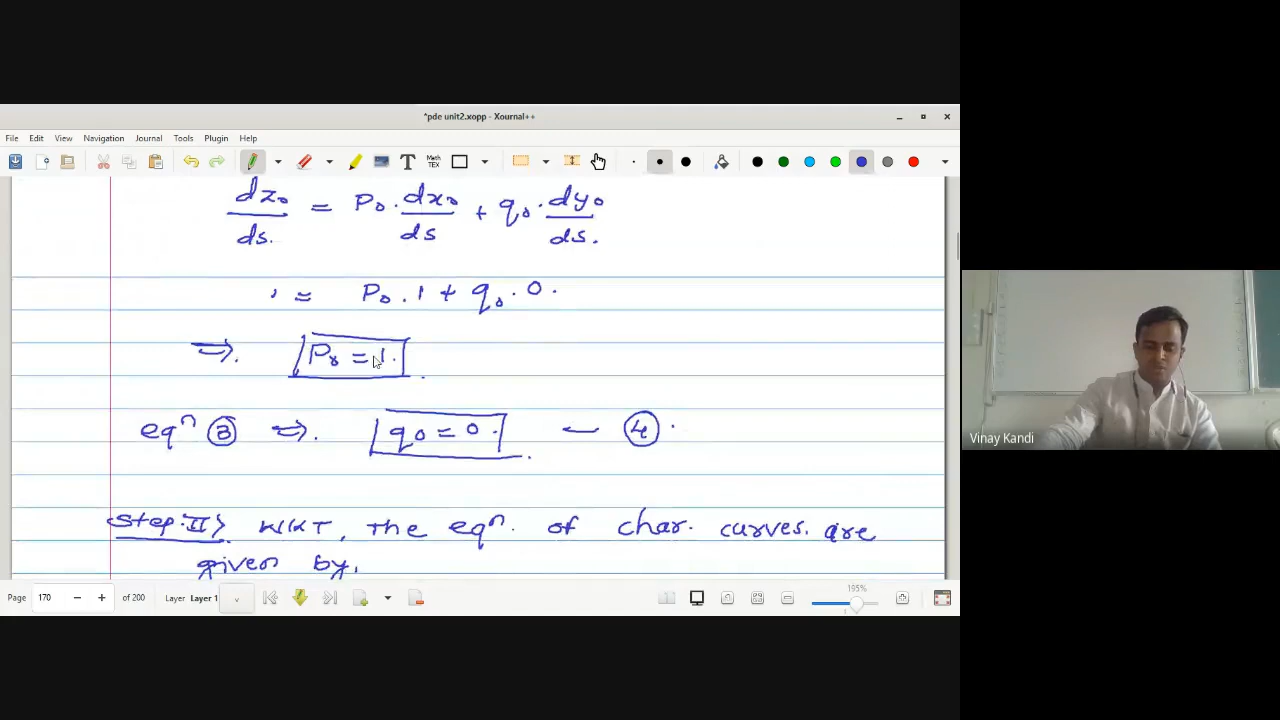 *pde unit2.xopp - Xournal++
File Edit View Navigation Journal Tools Plugin Help
dz₀/ds. = P₀. dx₀/ds + q₀. dy₀/ds.
1 = P₀ . 1 + q₀ . 0 .
⇒. P₀ = 1.
eqⁿ ③ ⇒. q₀ = 0. — ④.
Step:II> WKT, The eqⁿ. of char. curves. are
given by,
Vinay Kandi
Page 170 of 200 Layer Layer 1 195%